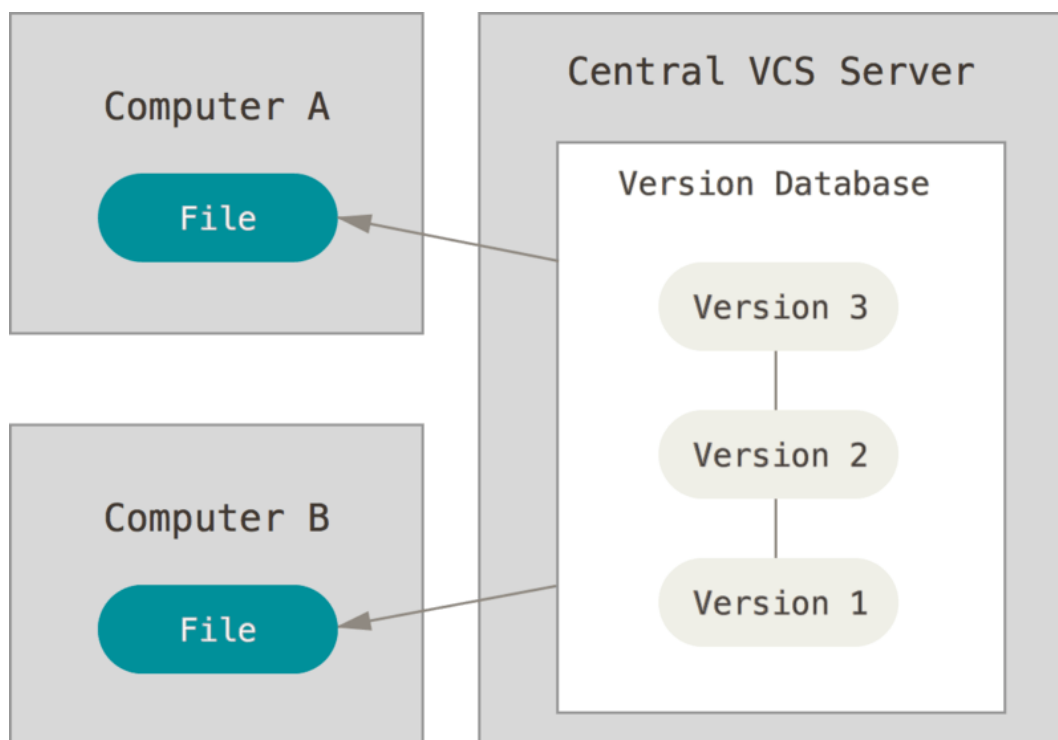 Computer A
File
Computer B
File
Central VCS Server
Version Database
Version 3
Version 2
Version 1